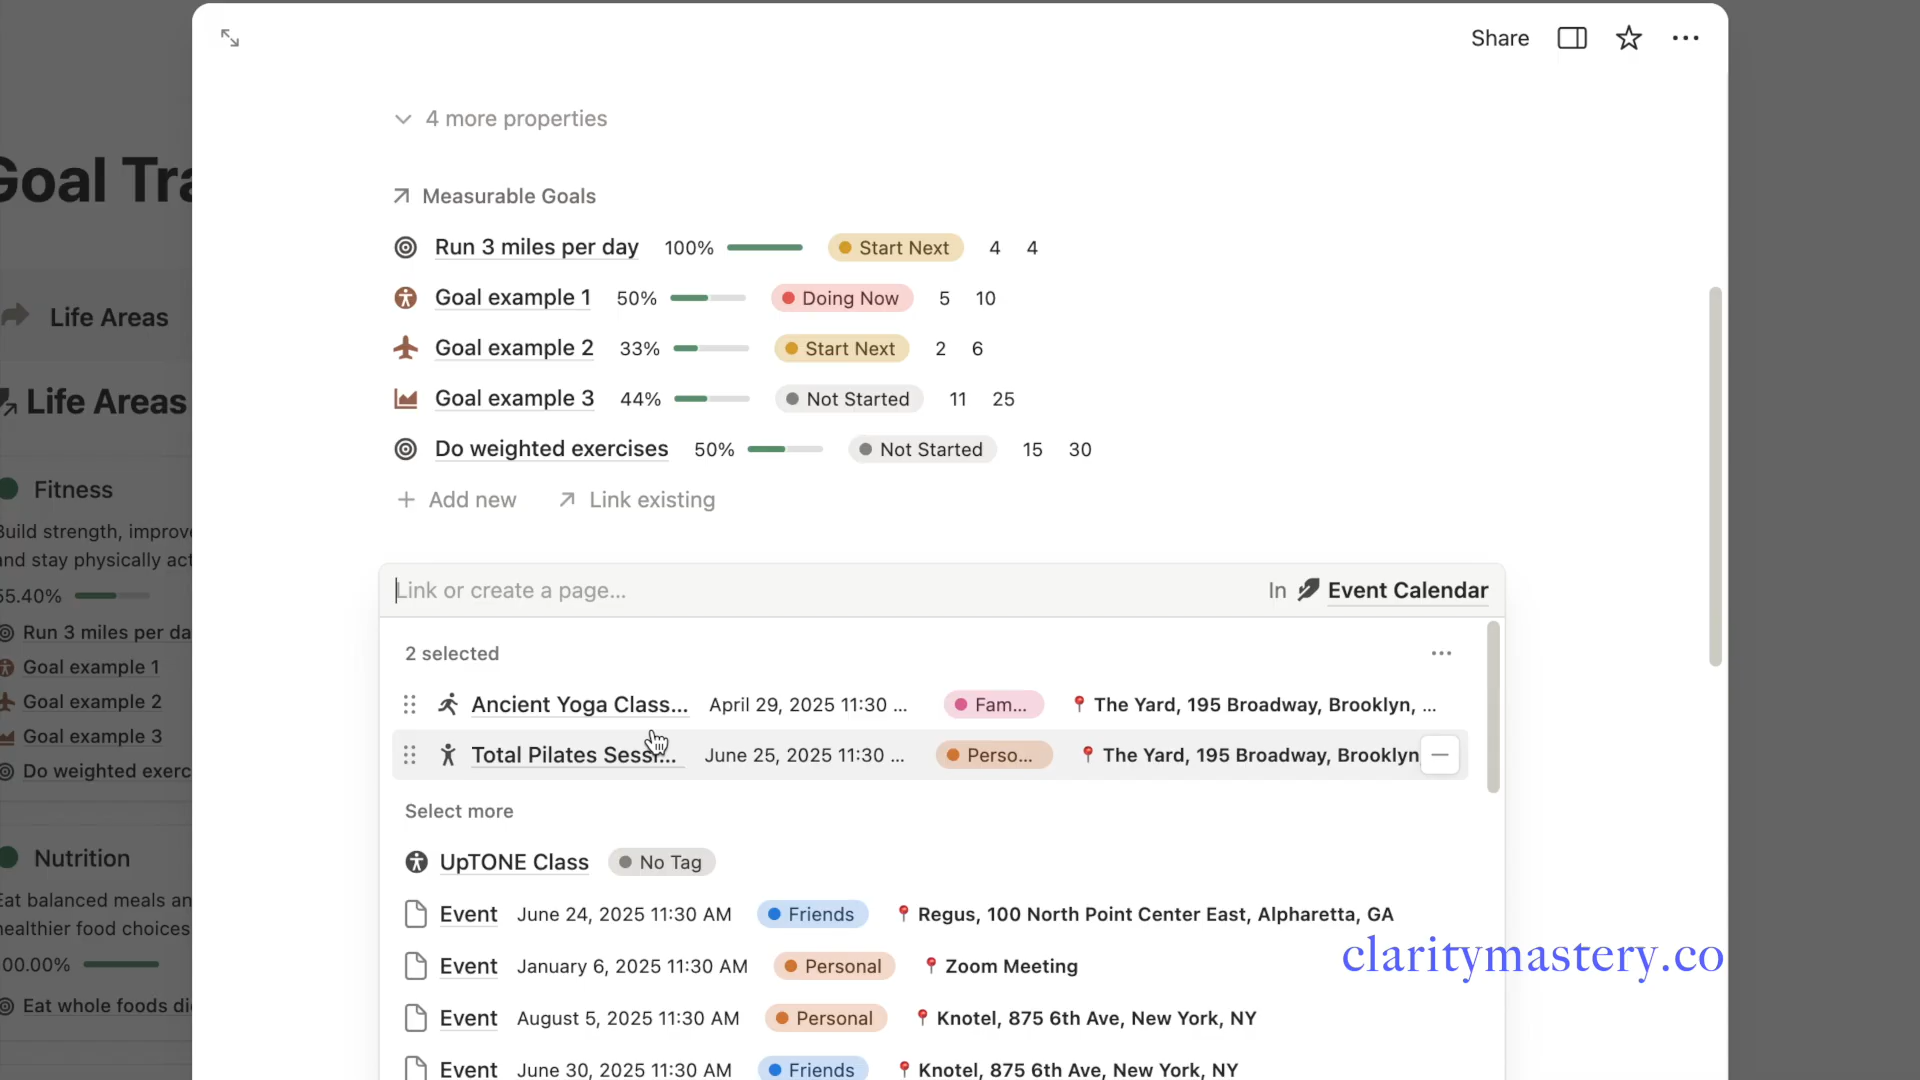 Share
4 more properties
Measurable Goals
Run 3 miles per day 100% Start Next 4 4
Goal example 1 50% Doing Now 5 10
Goal example 2 33% Start Next 2 6
Goal example 3 44% Not Started 11 25
Do weighted exercises 50% Not Started 15 30
Add new Link existing
Link or create a page... In Event Calendar
2 selected
Ancient Yoga Class... April 29, 2025 11:30 ... Fam... The Yard, 195 Broadway, Brooklyn, ...
Total Pilates Sessi... June 25, 2025 11:30 ... Perso... The Yard, 195 Broadway, Brooklyn
Select more
UpTONE Class No Tag
Event June 24, 2025 11:30 AM Friends Regus, 100 North Point Center East, Alpharetta, GA
Event January 6, 2025 11:30 AM Personal Zoom Meeting
Event August 5, 2025 11:30 AM Personal Knotel, 875 6th Ave, New York, NY
Event June 30, 2025 11:30 AM Friends Knotel, 875 6th Ave, New York, NY
claritymastery.co
Goal Tra
Life Areas
Life Areas
Fitness
Build strength, improve
and stay physically act
55.40%
Run 3 miles per da
Goal example 1
Goal example 2
Goal example 3
Do weighted exerc
Nutrition
Eat balanced meals an
healthier food choices
00.00%
Eat whole foods di